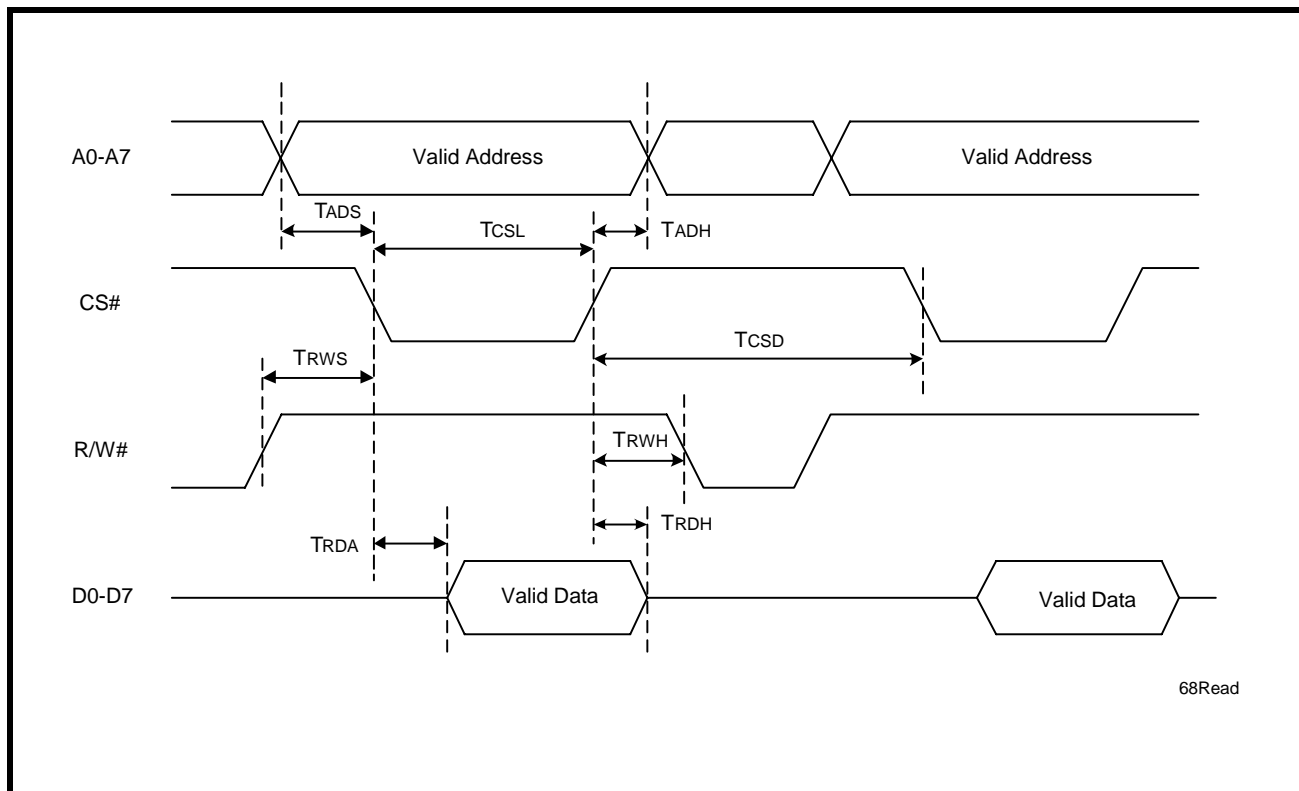 A0-A7
Valid Address
Valid Address
TADS
TCSL
TADH
CS#
TCSD
TRWS
R/W#
TRWH
TRDH
TRDA
D0-D7
Valid Data
Valid Data
68Read